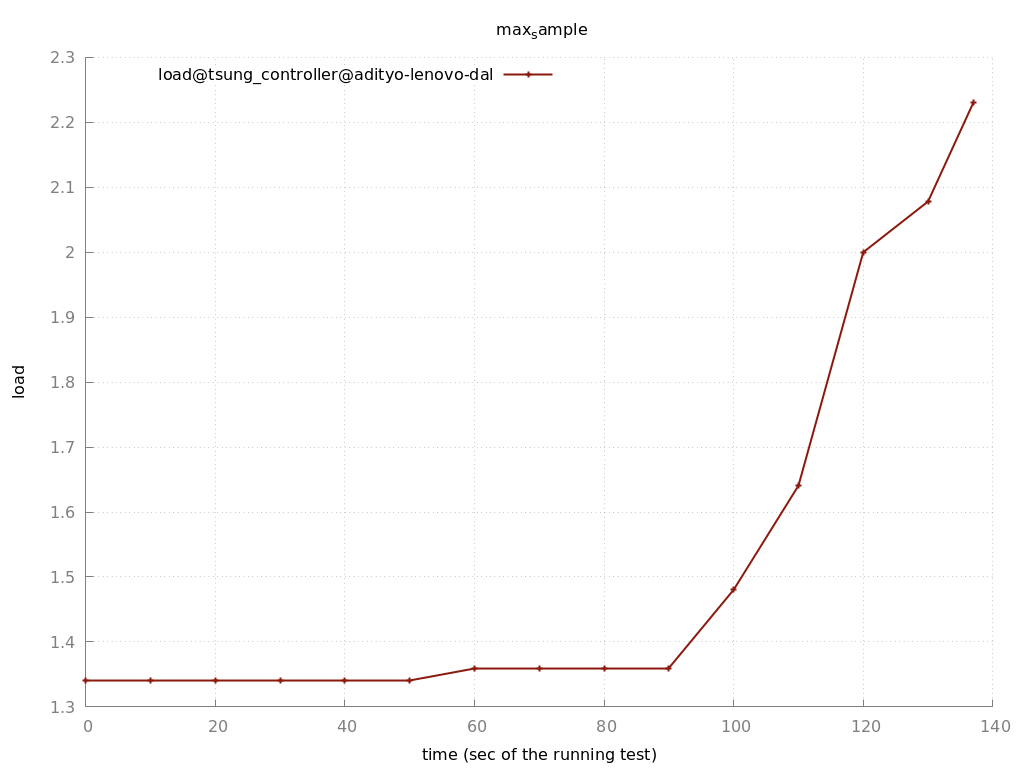 max_sample
load@tsung_controller@adityo-lenovo-dal
2.3
2.2
2.1
2
1.9
1.8
1.7
1.6
1.5
1.4
1.3
load
0 20 40 60 80 100 120 140
time (sec of the running test)